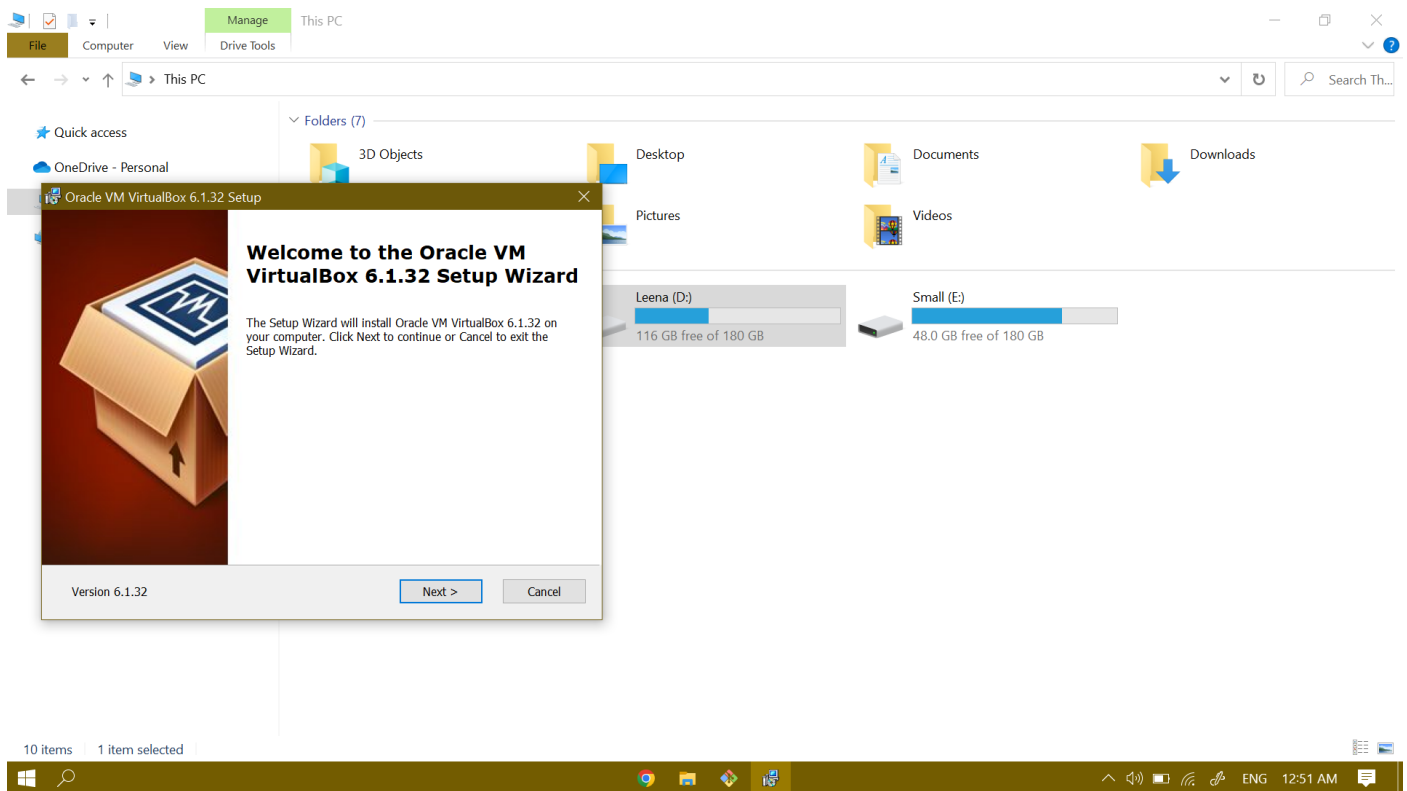 Manage
This PC
File
Computer
View
Drive Tools
?
This PC
Search Th...
Quick access
OneDrive - Personal
Folders (7)
3D Objects
Desktop
Documents
Downloads
Pictures
Videos
Leena (D:)
116 GB free of 180 GB
Small (E:)
48.0 GB free of 180 GB
Oracle VM VirtualBox 6.1.32 Setup
Welcome to the Oracle VM
VirtualBox 6.1.32 Setup Wizard
The Setup Wizard will install Oracle VM VirtualBox 6.1.32 on
your computer. Click Next to continue or Cancel to exit the
Setup Wizard.
Version 6.1.32
Next >
Cancel
10 items
1 item selected
ENG
12:51 AM